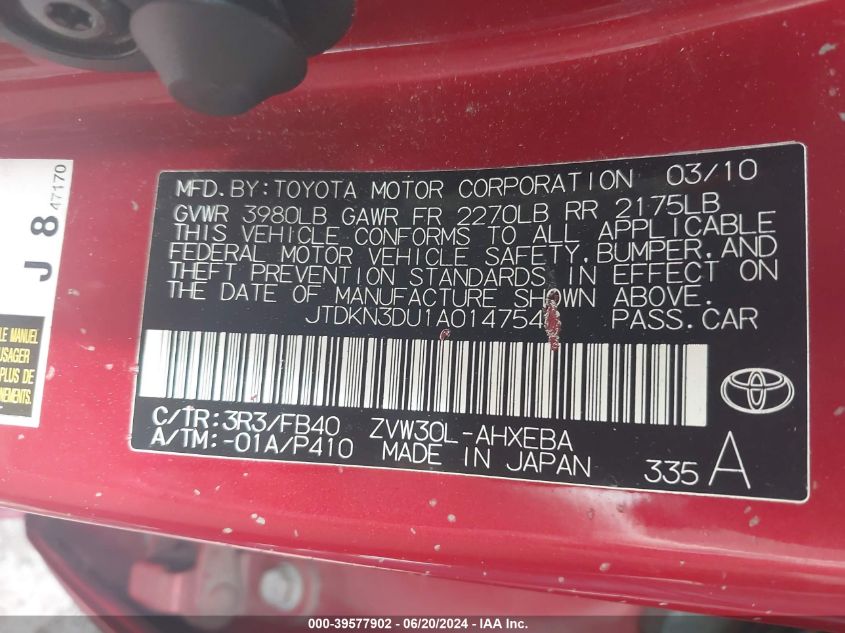 MFD. BY: TOYOTA MOTOR CORPORATION 03/10
GVWR 3980LB GAWR FR 2270LB RR 2175LB
THIS VEHICLE CONFORMS TO ALL APPLICABLE
FEDERAL MOTOR VEHICLE SAFETY, BUMPER, AND
THEFT PREVENTION STANDARDS IN EFFECT ON
THE DATE OF MANUFACTURE SHOWN ABOVE.
PASS. CAR
C/TR: 3R3/FB40 ZVW30L-AHXEBA
A/TM: -01A/P410 MADE IN JAPAN 335 A
J 8 47170
LE MANUEL
USAGER
PLUS DE
NEMENTS.
000-39577902 - 06/20/2024 - IAA Inc.